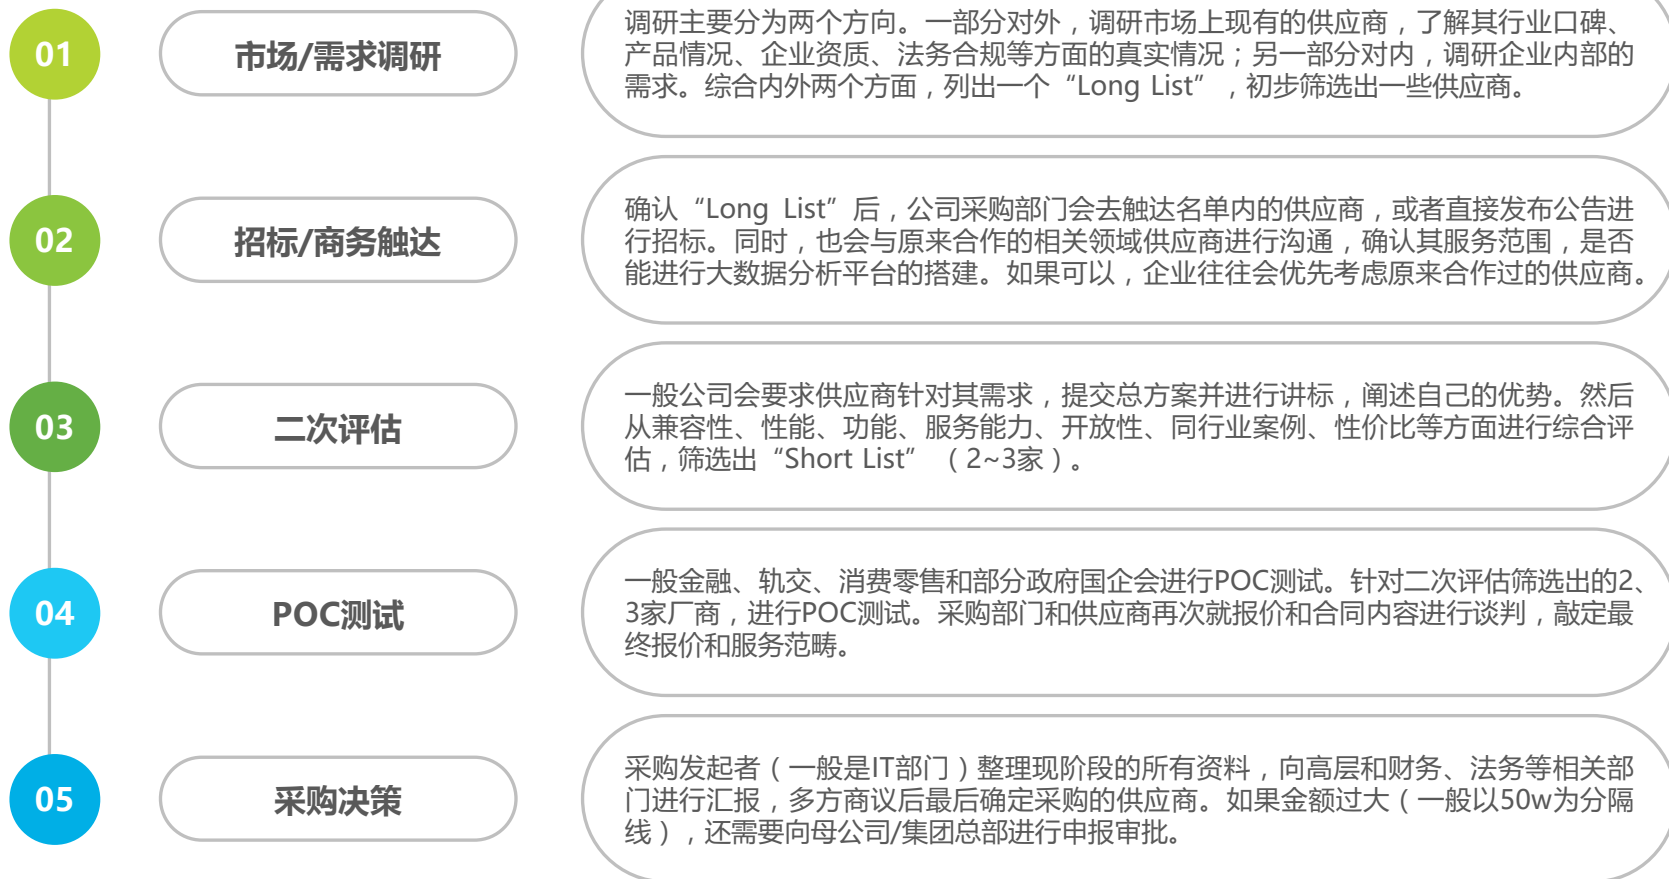 01
市场/需求调研
调研主要分为两个方向。一部分对外，调研市场上现有的供应商，了解其行业口碑、
产品情况、企业资质、法务合规等方面的真实情况；另一部分对内，调研企业内部的
需求。综合内外两个方面，列出一个“Long List”，初步筛选出一些供应商。
02
招标/商务触达
确认“Long List”后，公司采购部门会去触达名单内的供应商，或者直接发布公告进
行招标。同时，也会与原来合作的相关领域供应商进行沟通，确认其服务范围，是否
能进行大数据分析平台的搭建。如果可以，企业往往会优先考虑原来合作过的供应商。
03
二次评估
一般公司会要求供应商针对其需求，提交总方案并进行讲标，阐述自己的优势。然后
从兼容性、性能、功能、服务能力、开放性、同行业案例、性价比等方面进行综合评
估，筛选出“Short List”（2~3家）。
04
POC测试
一般金融、轨交、消费零售和部分政府国企会进行POC测试。针对二次评估筛选出的2、
3家厂商，进行POC测试。采购部门和供应商再次就报价和合同内容进行谈判，敲定最
终报价和服务范畴。
05
采购决策
采购发起者（一般是IT部门）整理现阶段的所有资料，向高层和财务、法务等相关部
门进行汇报，多方商议后最后确定采购的供应商。如果金额过大（一般以50w为分隔
线），还需要向母公司/集团总部进行申报审批。